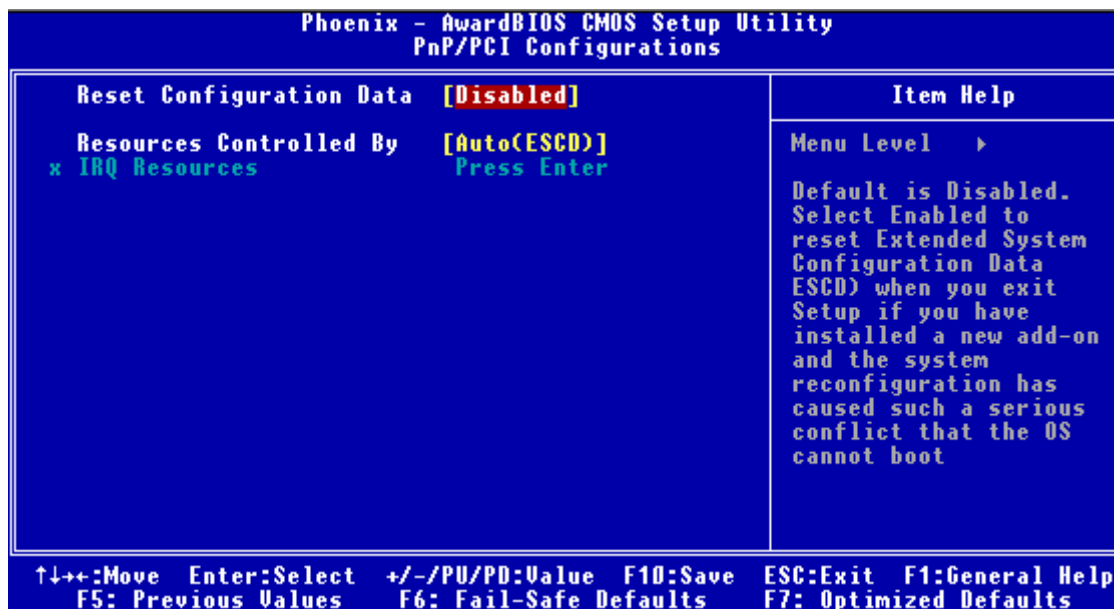 Phoenix - AwardBIOS CMOS Setup Utility
PnP/PCI Configurations
Reset Configuration Data [Disabled]
Resources Controlled By [Auto(ESCD)]
x IRQ Resources Press Enter
Item Help
Menu Level ▸
Default is Disabled.
Select Enabled to
reset Extended System
Configuration Data
ESCD) when you exit
Setup if you have
installed a new add-on
and the system
reconfiguration has
caused such a serious
conflict that the OS
cannot boot
↑↓→←:Move Enter:Select +/-/PU/PD:Value F10:Save ESC:Exit F1:General Help
F5: Previous Values F6: Fail-Safe Defaults F7: Optimized Defaults